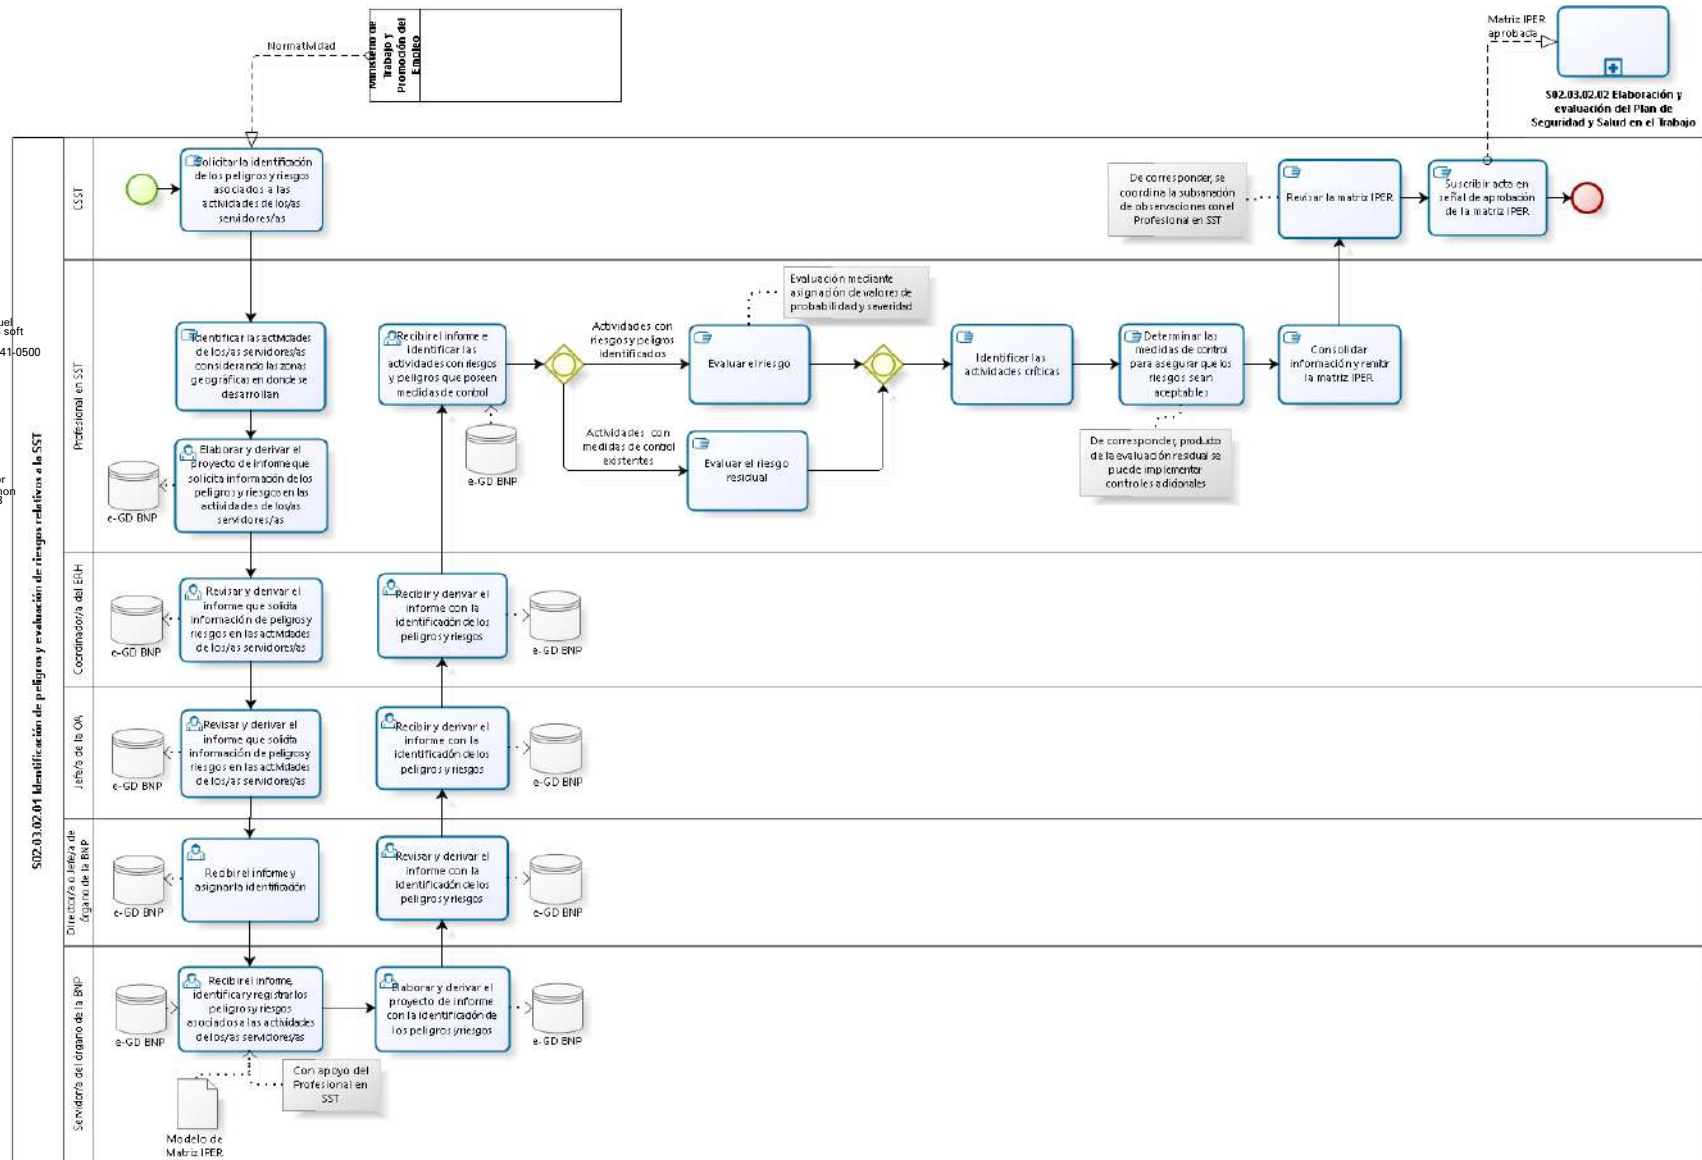 Ministerio de
Trabajo y
Promoción del
Empleo
Normatividad
Matriz IPER
aprobada
S02.03.02.02 Elaboración y
evaluación del Plan de
Seguridad y Salud en el Trabajo
S02.03.02.01 Identificación de peligros y evaluación de riesgos relativos a la SST
uel
soft
41-0500
or
non
CSST
Solicitar la identificación
de los peligros y riesgos
asociados a las
actividades de los/as
servidores/as
De corresponder, se
coordina la subsanación
de observaciones con el
Profesional en SST
Revisar la matriz IPER
Suscribir acta en
señal de aprobación
de la matriz IPER
Profesional en SST
Identificar las actividades
de los/as servidores/as
considerando las zonas
geográficas en donde se
desarrollan
Elaborar y derivar el
proyecto de informe que
solicita información de los
peligros y riesgos en las
actividades de los/as
servidores/as
e-GD BNP
Recibir el informe e
identificar las
actividades con riesgos
y peligros que poseen
medidas de control
e-GD BNP
Actividades con
riesgos y peligros
identificados
Actividades con
medidas de control
existentes
Evaluación mediante
asignación de valores de
probabilidad y severidad
Evaluar el riesgo
Evaluar el riesgo
residual
Identificar las
actividades críticas
Determinar las
medidas de control
para asegurar que los
riesgos sean
aceptables
De corresponder, producto
de la evaluación residual se
puede implementar
controles adicionales
Consolidar
información y remitir
la matriz IPER
Coordinador/a del ERH
e-GD BNP
Revisar y derivar el
informe que solicita
información de peligros y
riesgos en las actividades
de los/as servidores/as
Recibir y derivar el
informe con la
identificación de los
peligros y riesgos
e-GD BNP
Jefe/a de la OA
e-GD BNP
Revisar y derivar el
informe que solicita
información de peligros y
riesgos en las actividades
de los/as servidores/as
Recibir y derivar el
informe con la
identificación de los
peligros y riesgos
e-GD BNP
Director/a o Jefe/a de
órgano de la BNP
e-GD BNP
Recibir el informe y
asignar la identificación
Revisar y derivar el
informe con la
identificación de los
peligros y riesgos
e-GD BNP
Servidor/a del órgano de la BNP
e-GD BNP
Recibir el informe,
identificar y registrar los
peligros y riesgos
asociados a las actividades
de los/as servidores/as
Elaborar y derivar el
proyecto de informe
con la identificación de
los peligros y riesgos
e-GD BNP
Con apoyo del
Profesional en
SST
Modelo de
Matriz IPER